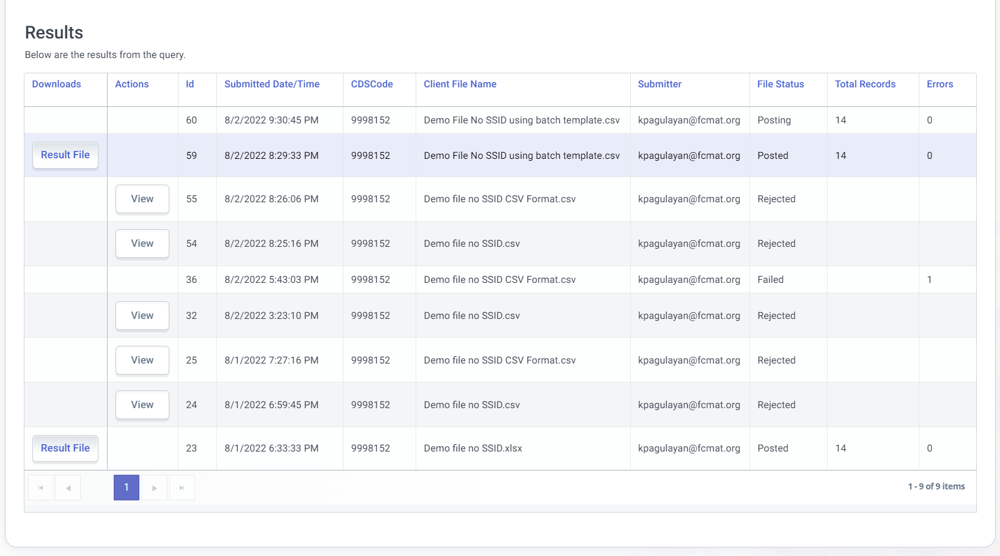 Results
Below are the results from the query.
Downloads Actions Id Submitted Date/Time CDSCode Client File Name Submitter File Status Total Records Errors
60 8/2/2022 9:30:45 PM 9998152 Demo File No SSID using batch template.csv kpagulayan@fcmat.org Posting 14 0
Result File 59 8/2/2022 8:29:33 PM 9998152 Demo File No SSID using batch template.csv kpagulayan@fcmat.org Posted 14 0
View 55 8/2/2022 8:26:06 PM 9998152 Demo file no SSID CSV Format.csv kpagulayan@fcmat.org Rejected
View 54 8/2/2022 8:25:16 PM 9998152 Demo file no SSID.csv kpagulayan@fcmat.org Rejected
36 8/2/2022 5:43:03 PM 9998152 Demo file no SSID CSV Format.csv kpagulayan@fcmat.org Failed 1
View 32 8/2/2022 3:23:10 PM 9998152 Demo file no SSID.csv kpagulayan@fcmat.org Rejected
View 25 8/1/2022 7:27:16 PM 9998152 Demo file no SSID CSV Format.csv kpagulayan@fcmat.org Rejected
View 24 8/1/2022 6:59:45 PM 9998152 Demo file no SSID.csv kpagulayan@fcmat.org Rejected
Result File 23 8/1/2022 6:33:33 PM 9998152 Demo file no SSID.xlsx kpagulayan@fcmat.org Posted 14 0
1 1 - 9 of 9 items